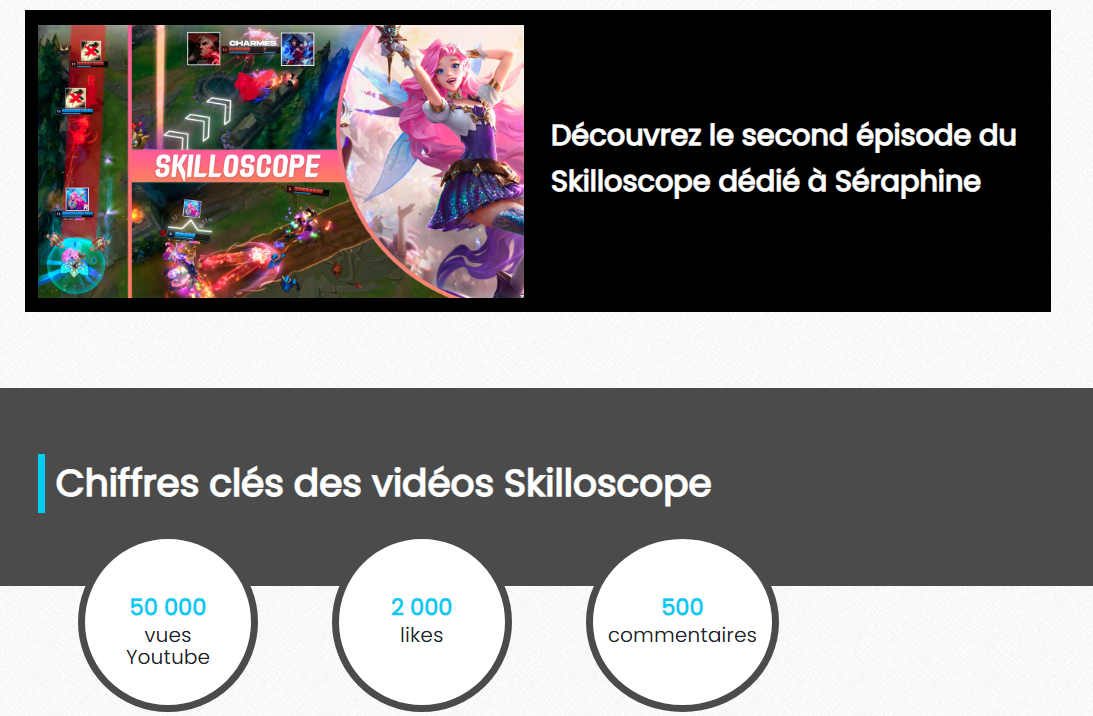 CHARMES
SKILLOSCOPE
Découvrez le second épisode du
Skilloscope dédié à Séraphine
Chiffres clés des vidéos Skilloscope
50 000
vues
Youtube
2 000
likes
500
commentaires